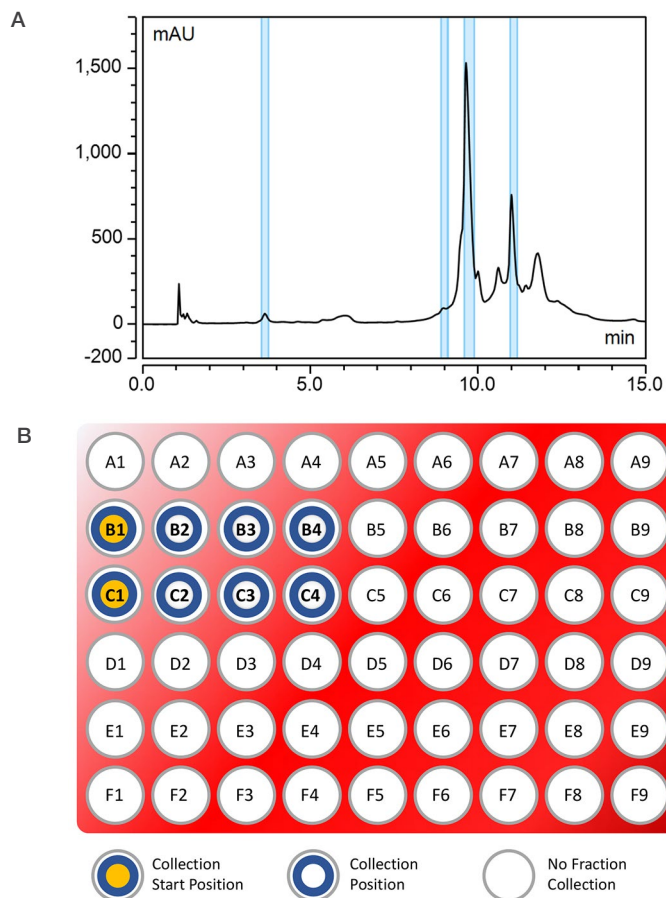 A
mAU
1,500
1,000
500
0
-200
min
0.0 5.0 10.0 15.0
B
A1 A2 A3 A4 A5 A6 A7 A8 A9
B1 B2 B3 B4 B5 B6 B7 B8 B9
C1 C2 C3 C4 C5 C6 C7 C8 C9
D1 D2 D3 D4 D5 D6 D7 D8 D9
E1 E2 E3 E4 E5 E6 E7 E8 E9
F1 F2 F3 F4 F5 F6 F7 F8 F9
Collection
Start Position
Collection
Position
No Fraction
Collection